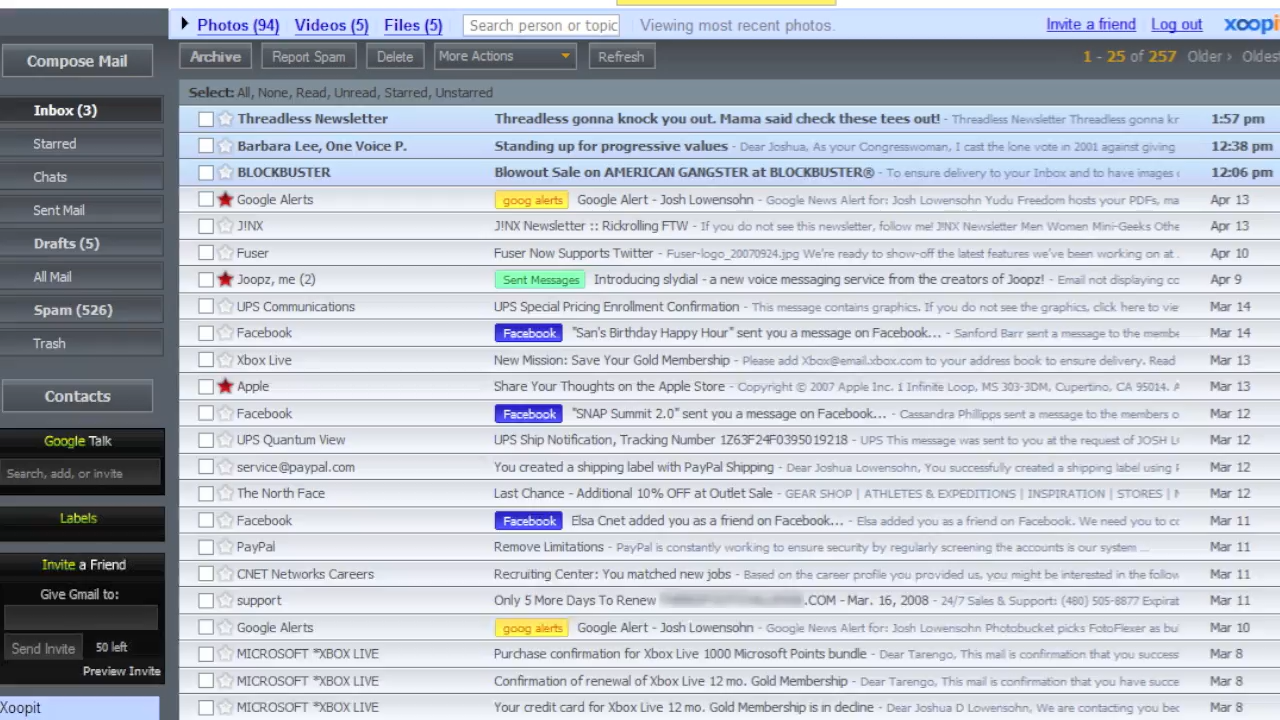 Photos (94) Videos (5) Files (5) Search person or topic Viewing most recent photos. Invite a friend Log out xoopit
Compose Mail Archive Report Spam Delete More Actions Refresh 1 - 25 of 257 Older › Oldest
Select: All, None, Read, Unread, Starred, Unstarred
Inbox (3)
Starred
Chats
Sent Mail
Drafts (5)
All Mail
Spam (526)
Trash
Contacts
Google Talk
Search, add, or invite
Labels
Invite a Friend
Give Gmail to:
Send Invite 50 left
Preview Invite
Xoopit
Threadless Newsletter Threadless gonna knock you out. Mama said check these tees out! - Threadless Newsletter Threadless gonna kr 1:57 pm
Barbara Lee, One Voice P. Standing up for progressive values - Dear Joshua, As your Congresswoman, I cast the lone vote in 2001 against giving 12:38 pm
BLOCKBUSTER Blowout Sale on AMERICAN GANGSTER at BLOCKBUSTER® - To ensure delivery to your Inbox and to have images 12:06 pm
Google Alerts goog alerts Google Alert - Josh Lowensohn - Google News Alert for: Josh Lowensohn Yudu Freedom hosts your PDFs, ma Apr 13
J!NX J!NX Newsletter :: Rickrolling FTW - If you do not see this newsletter, follow me! J!NX Newsletter Men Women Mini-Geeks Othe Apr 13
Fuser Fuser Now Supports Twitter - Fuser-logo_20070924.jpg We're ready to show-off the latest features we've been working on at Apr 10
Joopz, me (2) Sent Messages Introducing slydial - a new voice messaging service from the creators of Joopz! - Email not displaying co Apr 9
UPS Communications UPS Special Pricing Enrollment Confirmation - This message contains graphics. If you do not see the graphics, click here to vie Mar 14
Facebook Facebook "San's Birthday Happy Hour" sent you a message on Facebook... - Sanford Barr sent a message to the membe Mar 14
Xbox Live New Mission: Save Your Gold Membership - Please add Xbox@email.xbox.com to your address book to ensure delivery. Read Mar 13
Apple Share Your Thoughts on the Apple Store - Copyright © 2007 Apple Inc. 1 Infinite Loop, MS 303-3DM, Cupertino, CA 95014. A Mar 13
Facebook Facebook "SNAP Summit 2.0" sent you a message on Facebook... - Cassandra Phillipps sent a message to the members o Mar 12
UPS Quantum View UPS Ship Notification, Tracking Number 1Z63F24F0395019218 - UPS This message was sent to you at the request of JOSH L Mar 12
service@paypal.com You created a shipping label with PayPal Shipping - Dear Joshua Lowensohn, You successfully created a shipping label using Mar 12
The North Face Last Chance - Additional 10% OFF at Outlet Sale - GEAR SHOP | ATHLETES & EXPEDITIONS | INSPIRATION | STORES | Mar 12
Facebook Facebook Elsa Cnet added you as a friend on Facebook... - Elsa added you as a friend on Facebook. We need you to cc Mar 11
PayPal Remove Limitations - PayPal is constantly working to ensure security by regularly screening the accounts is our system ... Mar 11
CNET Networks Careers Recruiting Center: You matched new jobs - Based on the career profile you provided us, you might be interested in the follow Mar 11
support Only 5 More Days To Renew .COM - Mar. 16, 2008 - 24/7 Sales & Support: (480) 505-8877 Expirat Mar 11
Google Alerts goog alerts Google Alert - Josh Lowensohn - Google News Alert for: Josh Lowensohn Photobucket picks FotoFlexer as bui Mar 10
MICROSOFT *XBOX LIVE Purchase confirmation for Xbox Live 1000 Microsoft Points bundle - Dear Tarengo, This mail is confirmation that your success Mar 8
MICROSOFT *XBOX LIVE Confirmation of renewal of Xbox Live 12 mo. Gold Membership - Dear Tarengo, This mail is confirmation that you have succe Mar 8
MICROSOFT *XBOX LIVE Your credit card for Xbox Live 12 mo. Gold Membership is in decline - Dear Joshua D Lowensohn, We are contacting you bec Mar 8